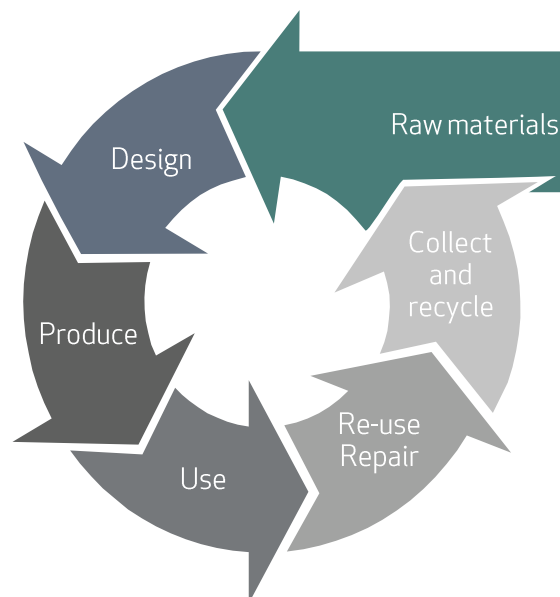 Raw materials
Design
Produce
Use
Re-use
Repair
Collect
and
recycle